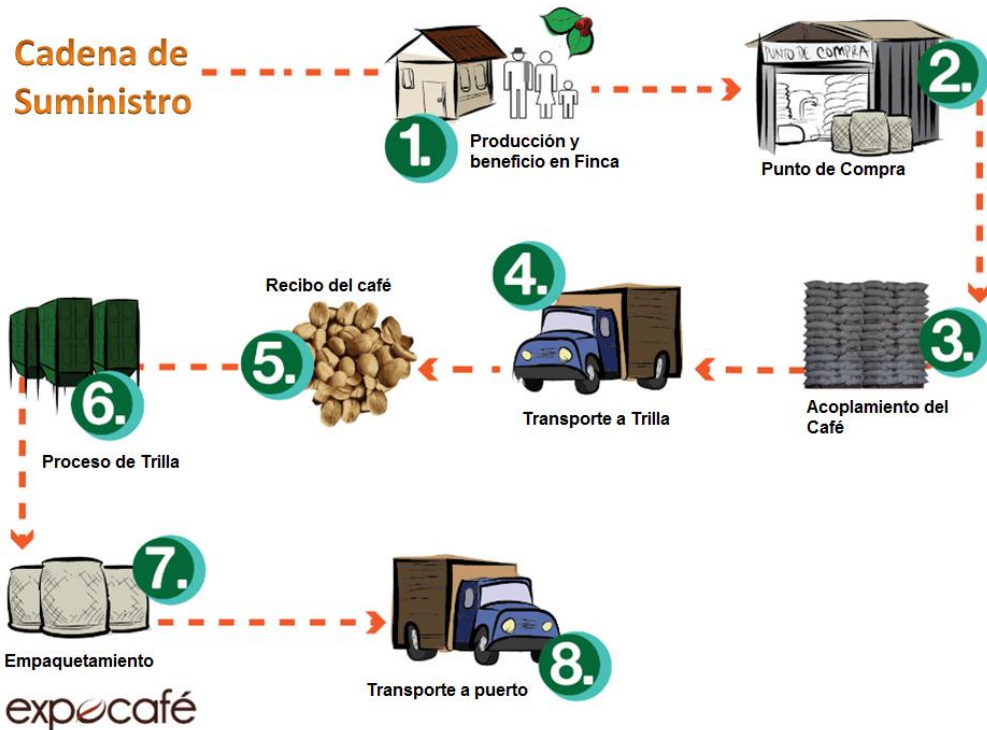 Cadena de
Suministro
1.
Producción y
beneficio en Finca
PUNTO DE COMPRA
2.
Punto de Compra
3.
Acoplamiento del
Café
4.
Transporte a Trilla
Recibo del café
5.
6.
Proceso de Trilla
7.
Empaquetamiento
8.
Transporte a puerto
expocafé